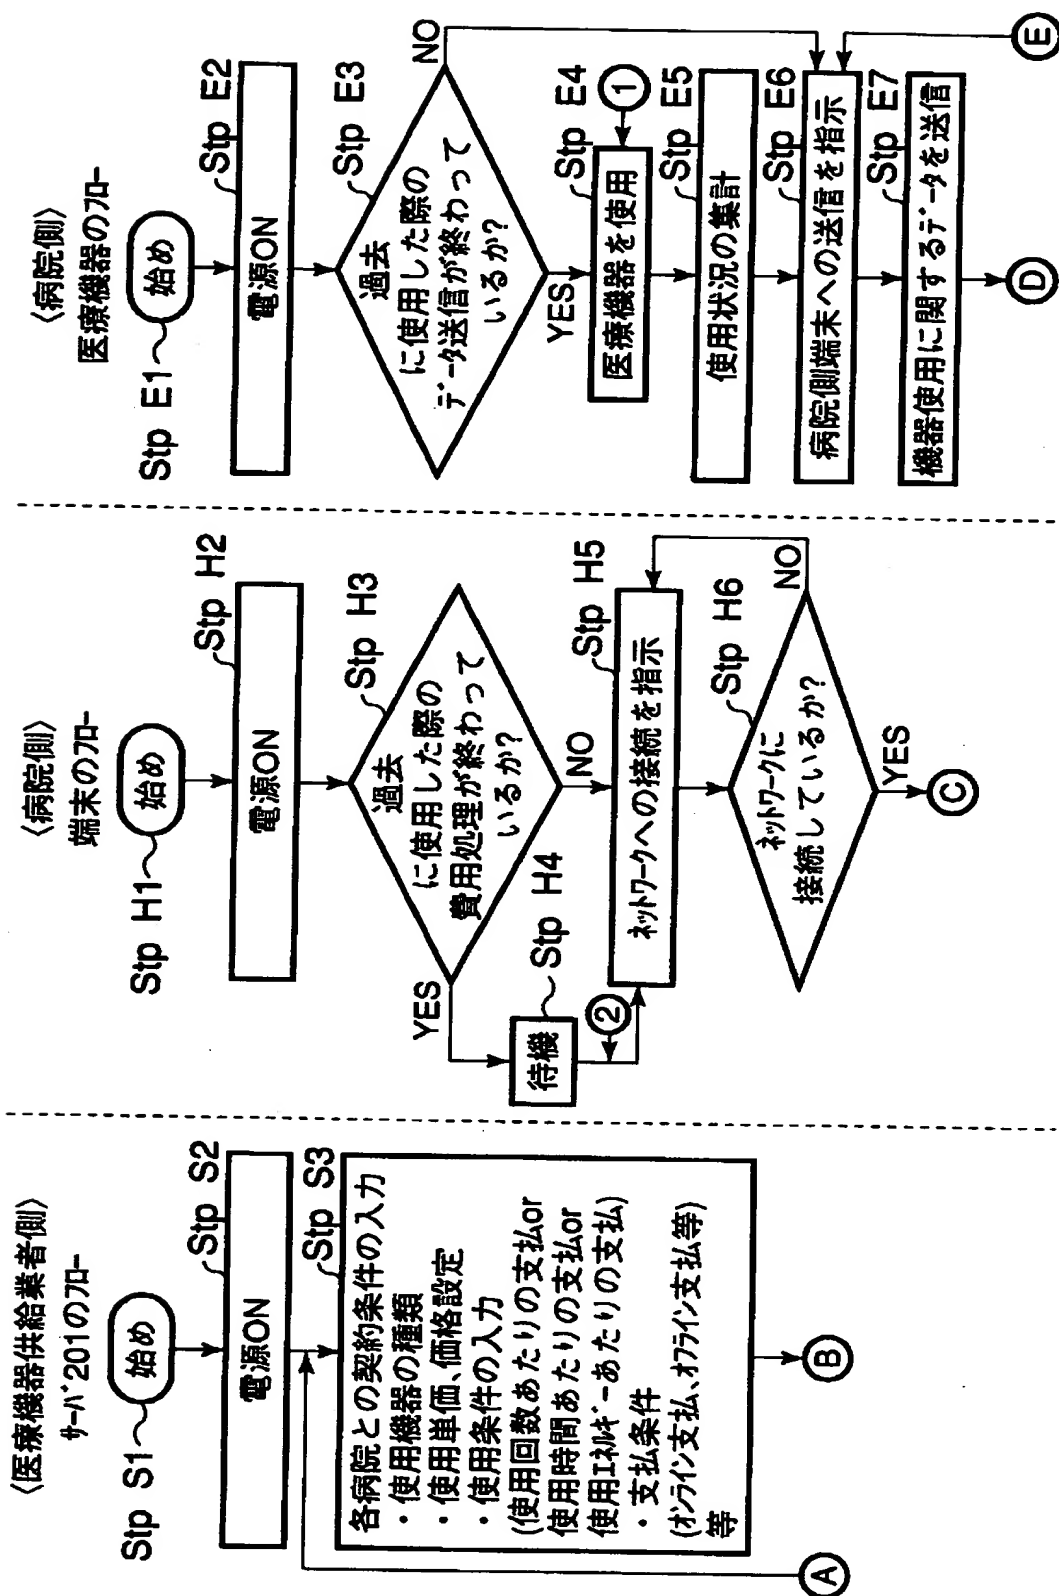 〈医療機器供給業者側〉
サーバ201のフロー
Stp S1
始め
Stp S2
電源ON
Stp S3
各病院との契約条件の入力
・使用機器の種類
・使用単価、価格設定
・使用条件の入力
(使用回数あたりの支払or
使用時間あたりの支払or
使用エネルギーあたりの支払)
・支払条件
(オンライン支払、オフライン支払等)
等
A
B
〈病院側〉
端末のフロー
Stp H1
始め
Stp H2
電源ON
Stp H3
過去
に使用した際の
費用処理が終わって
いるか?
YES
NO
Stp H4
待機
2
Stp H5
ネットワークへの接続を指示
Stp H6
ネットワークに
接続しているか?
NO
YES
C
〈病院側〉
医療機器のフロー
Stp E1
始め
Stp E2
電源ON
Stp E3
過去
に使用した際の
データ送信が終わって
いるか?
NO
YES
Stp E4
医療機器を使用
1
Stp E5
使用状況の集計
Stp E6
病院側端末への送信を指示
Stp E7
機器使用に関するデータを送信
D
E